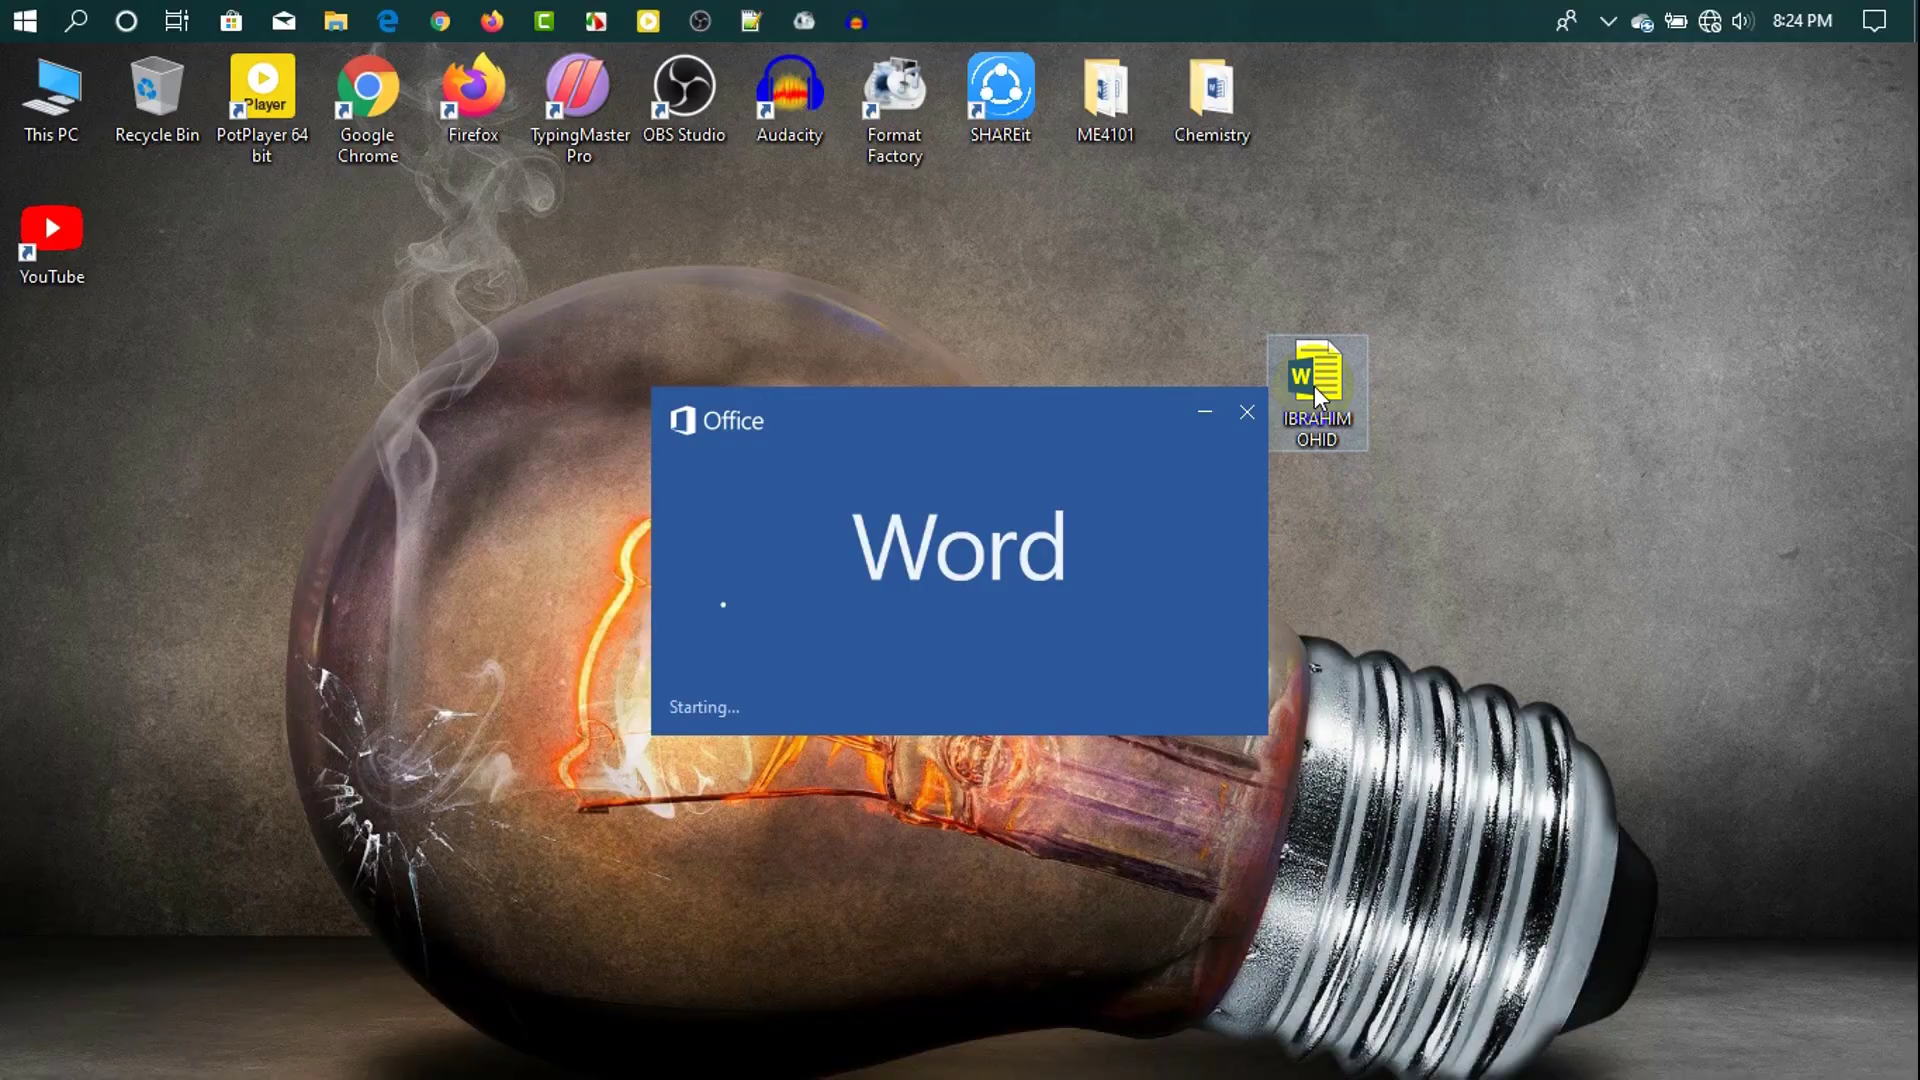 8:24 PM
This PC
Recycle Bin
Player
PotPlayer 64
bit
Google
Chrome
Firefox
TypingMaster
Pro
OBS Studio
Audacity
Format
Factory
SHAREit
ME4101
Chemistry
YouTube
W
IBRAHIM
OHID
Office
Word
Starting...